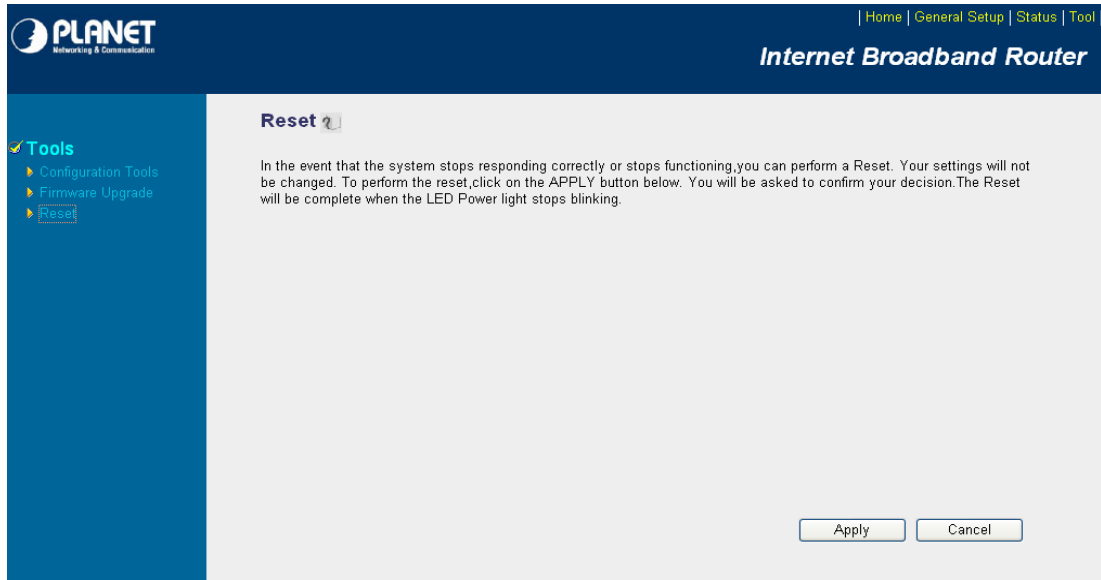 PLANET
Networking & Communication
| Home | General Setup | Status | Tool |
Internet Broadband Router
Tools
Configuration Tools
Firmware Upgrade
Reset
Reset
In the event that the system stops responding correctly or stops functioning,you can perform a Reset. Your settings will not
be changed. To perform the reset,click on the APPLY button below. You will be asked to confirm your decision.The Reset
will be complete when the LED Power light stops blinking.
Apply
Cancel